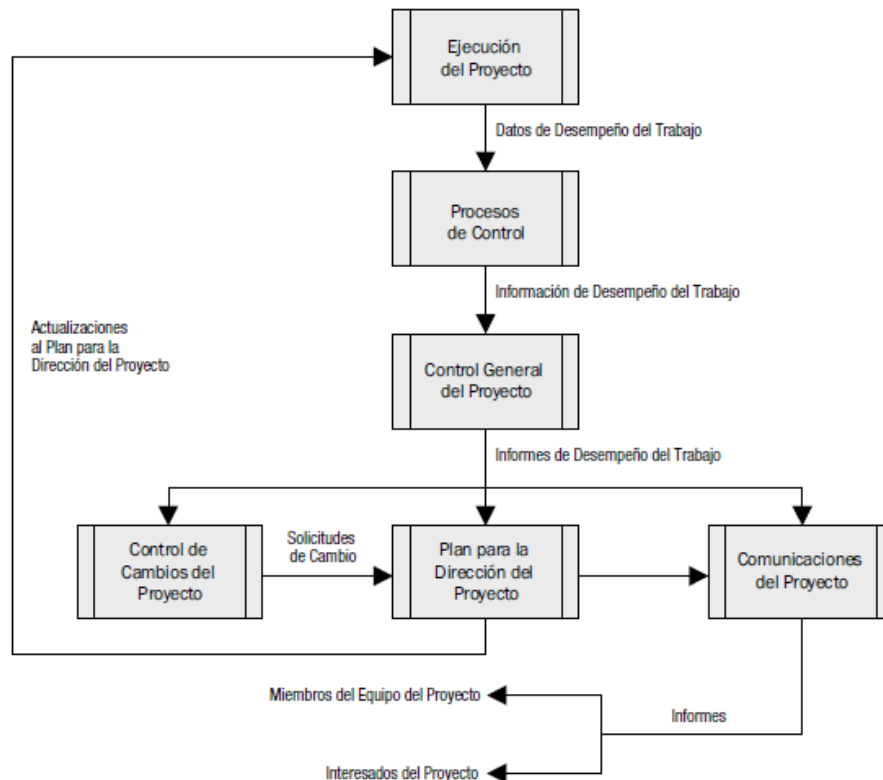 Ejecución
del Proyecto
Datos de Desempeño del Trabajo
Procesos
de Control
Información de Desempeño del Trabajo
Actualizaciones
al Plan para la
Dirección del Proyecto
Control General
del Proyecto
Informes de Desempeño del Trabajo
Control de
Cambios del
Proyecto
Solicitudes
de Cambio
Plan para la
Dirección del
Proyecto
Comunicaciones
del Proyecto
Miembros del Equipo del Proyecto
Informes
Interesados del Proyecto